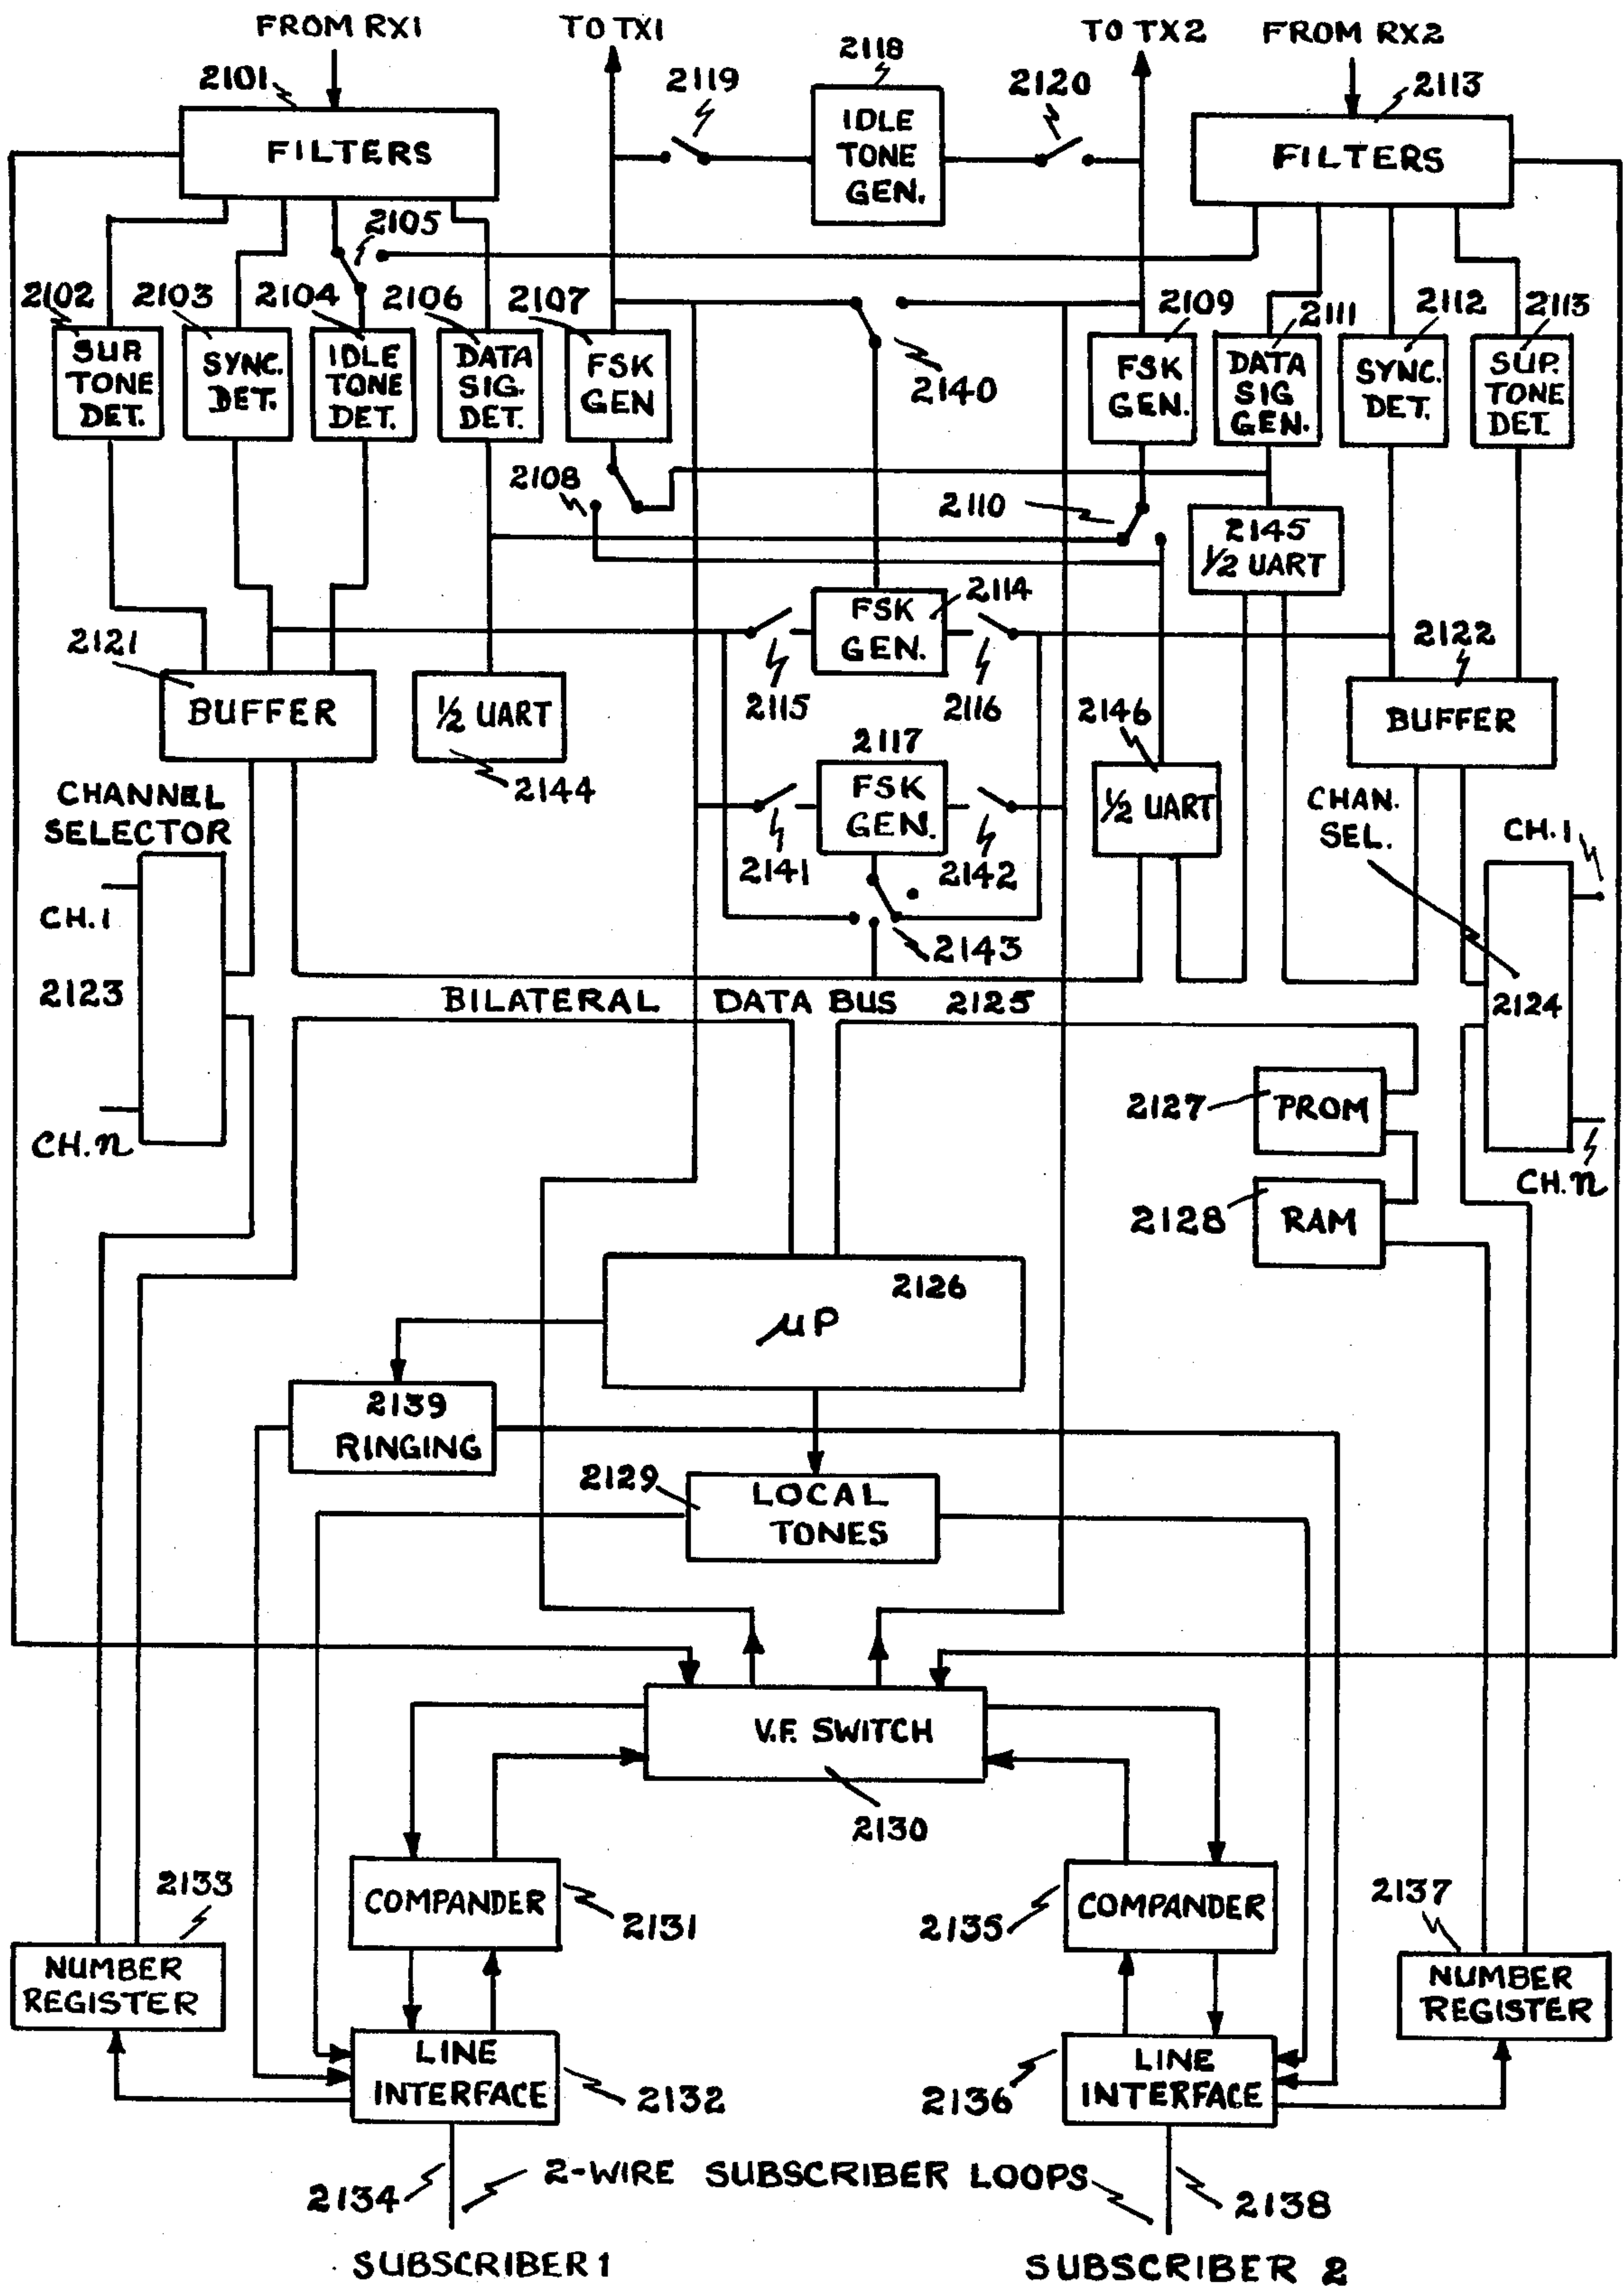 FROM RX1
TO TX1
TO TX2
FROM RX2
2101
2119
2118
2120
2113
FILTERS
IDLE
TONE
GEN.
FILTERS
2105
2102
2103
2104
2106
2107
2109
2111
2112
2113
SUP.
TONE
DET.
SYNC.
DET.
IDLE
TONE
DET.
DATA
SIG.
DET.
FSK
GEN
2140
FSK
GEN.
DATA
SIG
GEN.
SYNC.
DET.
SUP.
TONE
DET.
2108
2110
2145
1/2 UART
FSK
GEN.
2114
2121
2122
BUFFER
1/2 UART
2115
2116
2146
BUFFER
2117
2144
FSK
GEN.
1/2 UART
CHANNEL
SELECTOR
CHAN.
SEL.
CH.1
2141
2142
CH.1
2143
2123
2124
BILATERAL DATA BUS 2125
2127
PROM
CH.n
CH.n
2128
RAM
2126
μP
2139
RINGING
2129
LOCAL
TONES
V.F. SWITCH
2130
2133
COMPANDER
2131
2135
COMPANDER
2137
NUMBER
REGISTER
NUMBER
REGISTER
LINE
INTERFACE
2132
2136
LINE
INTERFACE
2134
2-WIRE SUBSCRIBER LOOPS
2138
SUBSCRIBER 1
SUBSCRIBER 2